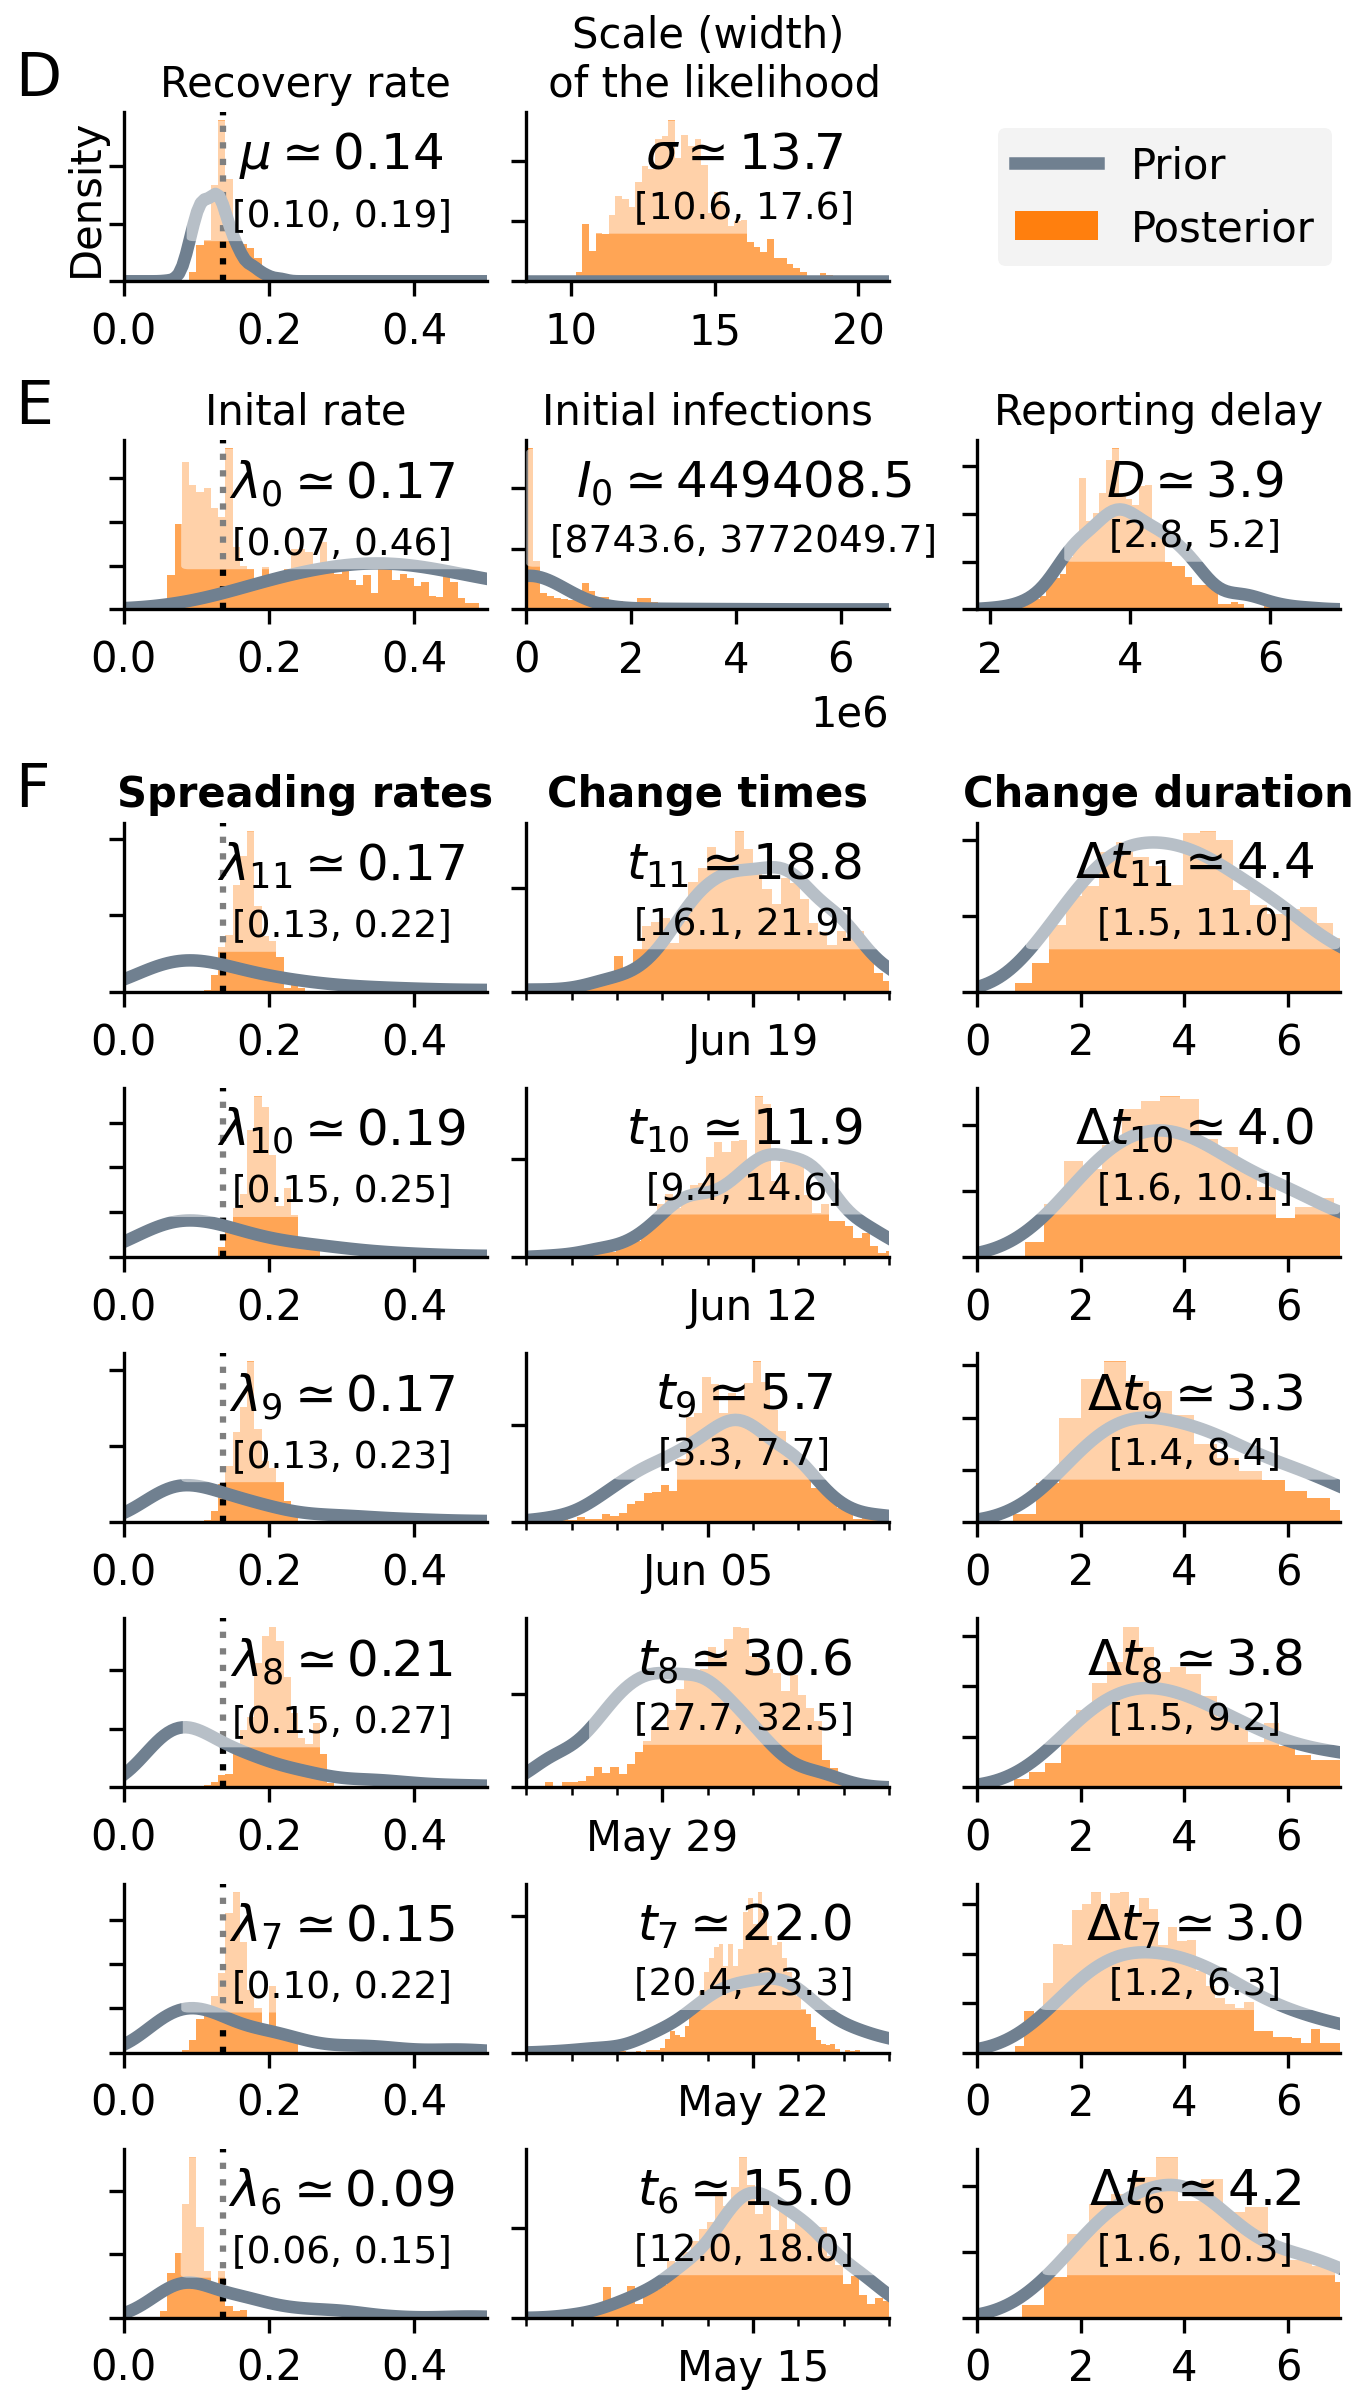 D
Recovery rate
Scale (width)
of the likelihood
Density
μ ≃ 0.14
[0.10, 0.19]
0.0 0.2 0.4
σ ≃ 13.7
[10.6, 17.6]
10 15 20
Prior
Posterior
E
Inital rate
λ0 ≃ 0.17
[0.07, 0.46]
0.0 0.2 0.4
Initial infections
I0 ≃ 449408.5
[8743.6, 3772049.7]
0 2 4 6
1e6
Reporting delay
D ≃ 3.9
[2.8, 5.2]
2 4 6
F
Spreading rates
Change times
Change duration
λ11 ≃ 0.17
[0.13, 0.22]
0.0 0.2 0.4
t11 ≃ 18.8
[16.1, 21.9]
Jun 19
Δt11 ≃ 4.4
[1.5, 11.0]
0 2 4 6
λ10 ≃ 0.19
[0.15, 0.25]
0.0 0.2 0.4
t10 ≃ 11.9
[9.4, 14.6]
Jun 12
Δt10 ≃ 4.0
[1.6, 10.1]
0 2 4 6
λ9 ≃ 0.17
[0.13, 0.23]
0.0 0.2 0.4
t9 ≃ 5.7
[3.3, 7.7]
Jun 05
Δt9 ≃ 3.3
[1.4, 8.4]
0 2 4 6
λ8 ≃ 0.21
[0.15, 0.27]
0.0 0.2 0.4
t8 ≃ 30.6
[27.7, 32.5]
May 29
Δt8 ≃ 3.8
[1.5, 9.2]
0 2 4 6
λ7 ≃ 0.15
[0.10, 0.22]
0.0 0.2 0.4
t7 ≃ 22.0
[20.4, 23.3]
May 22
Δt7 ≃ 3.0
[1.2, 6.3]
0 2 4 6
λ6 ≃ 0.09
[0.06, 0.15]
0.0 0.2 0.4
t6 ≃ 15.0
[12.0, 18.0]
May 15
Δt6 ≃ 4.2
[1.6, 10.3]
0 2 4 6